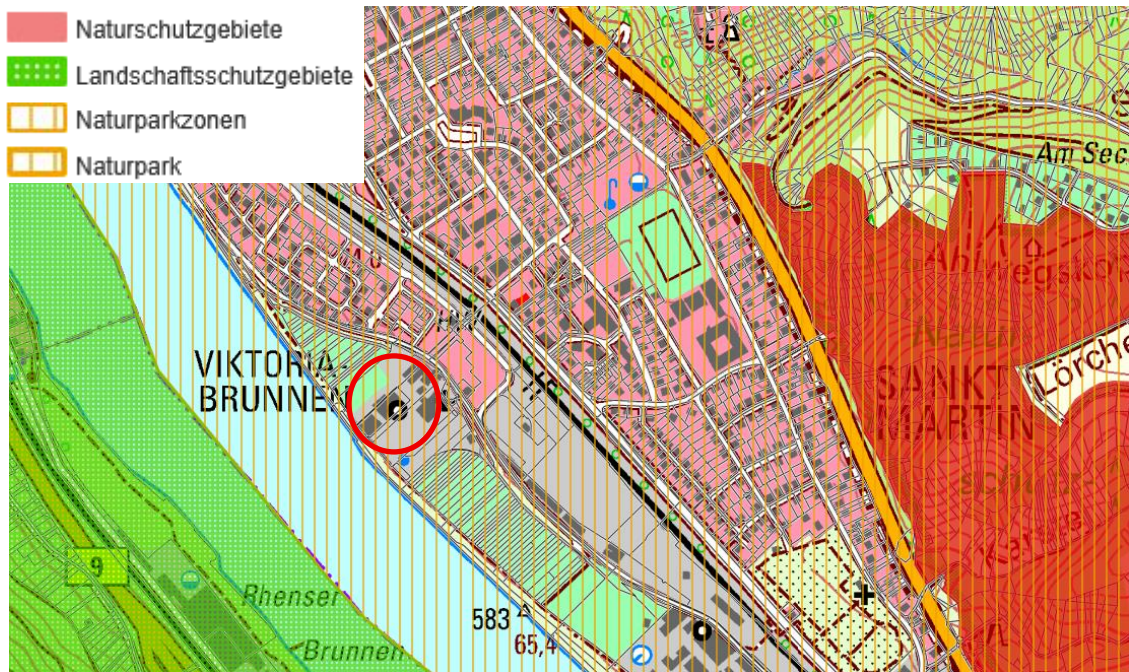 Naturschutzgebiete
Landschaftsschutzgebiete
Naturparkzonen
Naturpark
Am Sec
VIKTORIA-
BRUNNEN
SANKT
MARTIN
Lörche
9
Rhenser
Brunnen
583
65,4